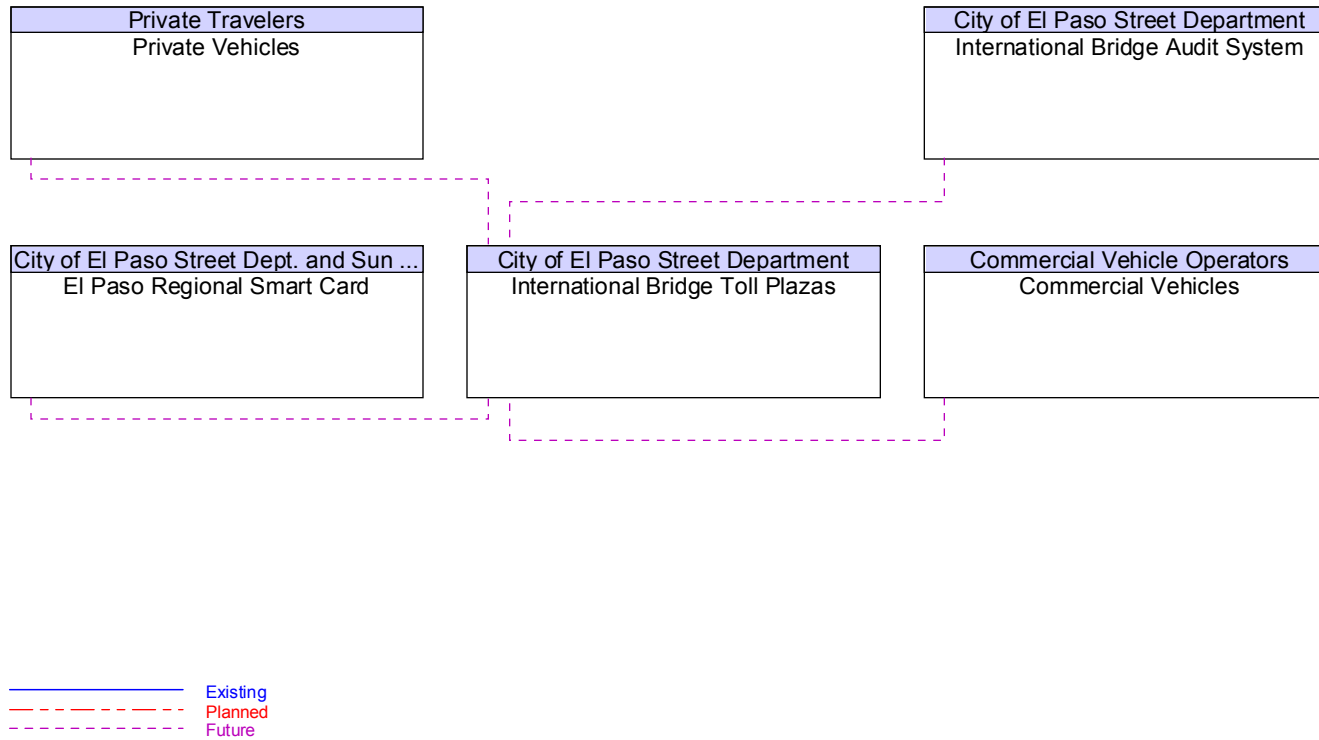 Private Travelers
Private Vehicles
City of El Paso Street Department
International Bridge Audit System
City of El Paso Street Dept. and Sun ...
El Paso Regional Smart Card
City of El Paso Street Department
International Bridge Toll Plazas
Commercial Vehicle Operators
Commercial Vehicles
Existing
Planned
Future